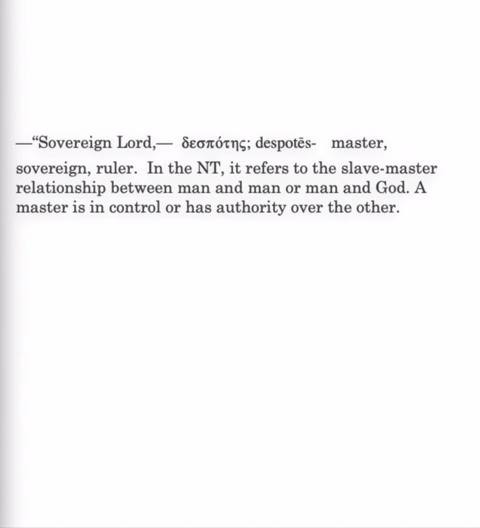 —“Sovereign Lord,— δεσπότης; despotēs- master,
sovereign, ruler. In the NT, it refers to the slave-master
relationship between man and man or man and God. A
master is in control or has authority over the other.